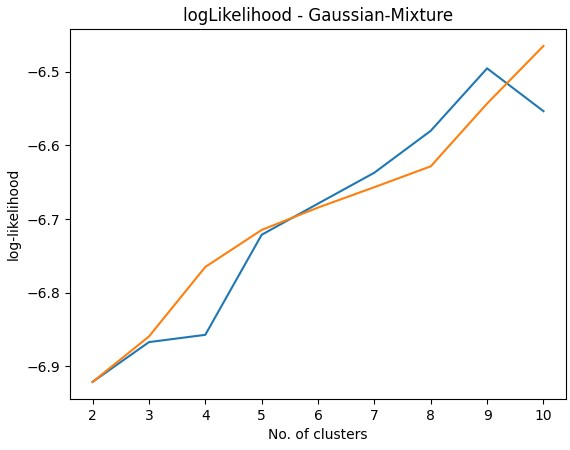 logLikelihood - Gaussian-Mixture
log-likelihood
−6.5
−6.6
−6.7
−6.8
−6.9
2 3 4 5 6 7 8 9 10
No. of clusters